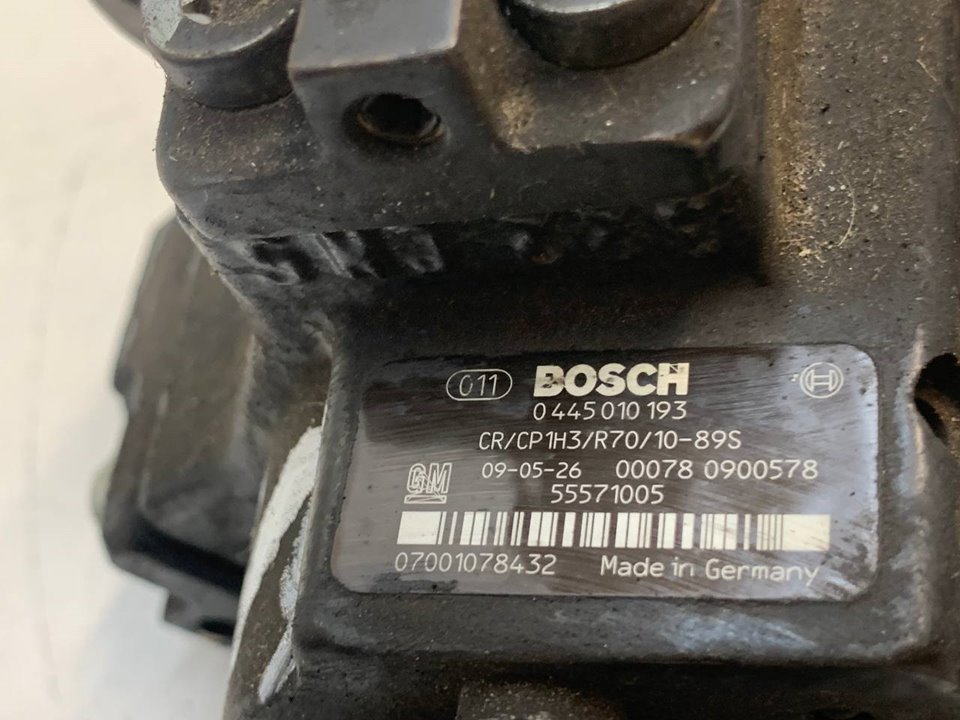 011 BOSCH
0 445 010 193
CR/CP1H3/R70/10-89S
GM 09-05-26 00078 0900578
55571005
07001078432 Made in Germany